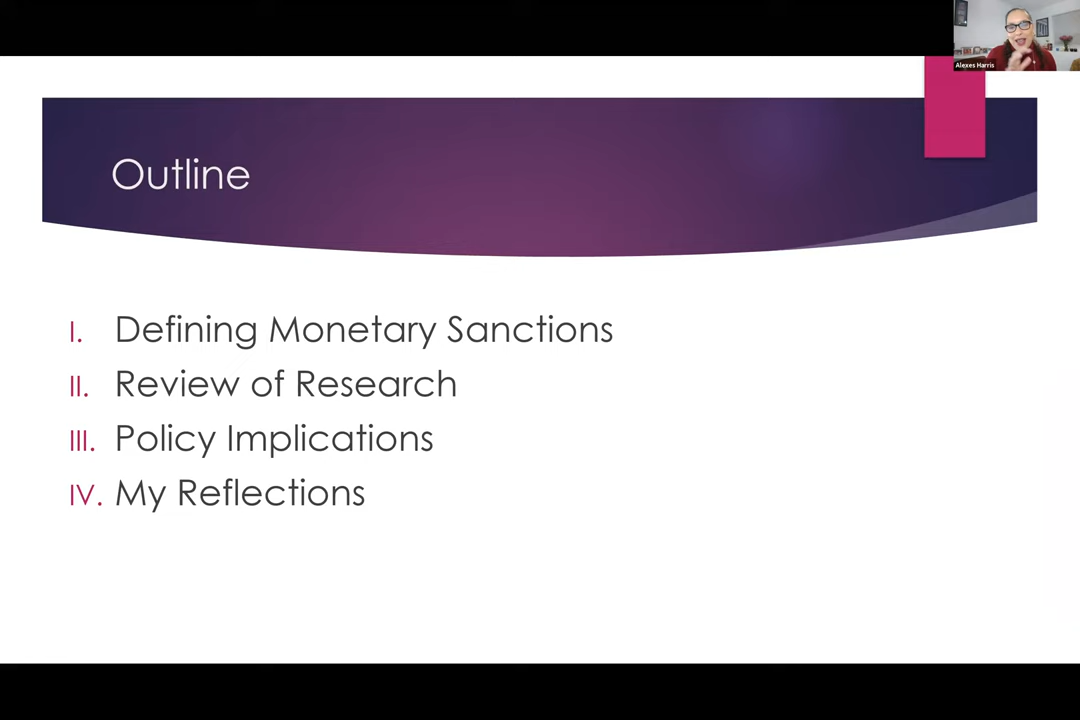 Alexes Harris
Outline
I. Defining Monetary Sanctions
II. Review of Research
III. Policy Implications
IV. My Reflections